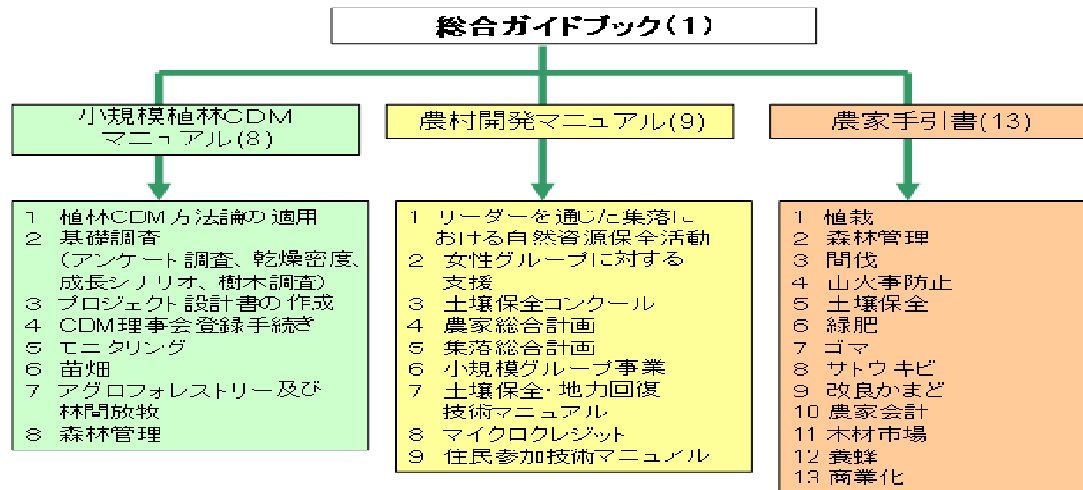 総合ガイドブック(1)
小規模植林CDM
マニュアル(8)
農村開発マニュアル(9)
農家手引書(13)
1 植林CDM方法論の適用
2 基礎調査
(アンケート調査、乾燥密度、
成長シナリオ、樹木調査)
3 プロジェクト設計書の作成
4 CDM理事会登録手続き
5 モニタリング
6 苗畑
7 アグロフォレストリー及び
林間放牧
8 森林管理
1 リーダーを通じた集落に
おける自然資源保全活動
2 女性グループに対する
支援
3 土壌保全コンクール
4 農家総合計画
5 集落総合計画
6 小規模グループ事業
7 土壌保全・地力回復
技術マニュアル
8 マイクロクレジット
9 住民参加技術マニュイル
1 植栽
2 森林管理
3 間伐
4 山火事防止
5 土壌保全
6 緑肥
7 ゴマ
8 サトウキビ
9 改良かまど
10 農家会計
11 木材市場
12 養蜂
13 商業化